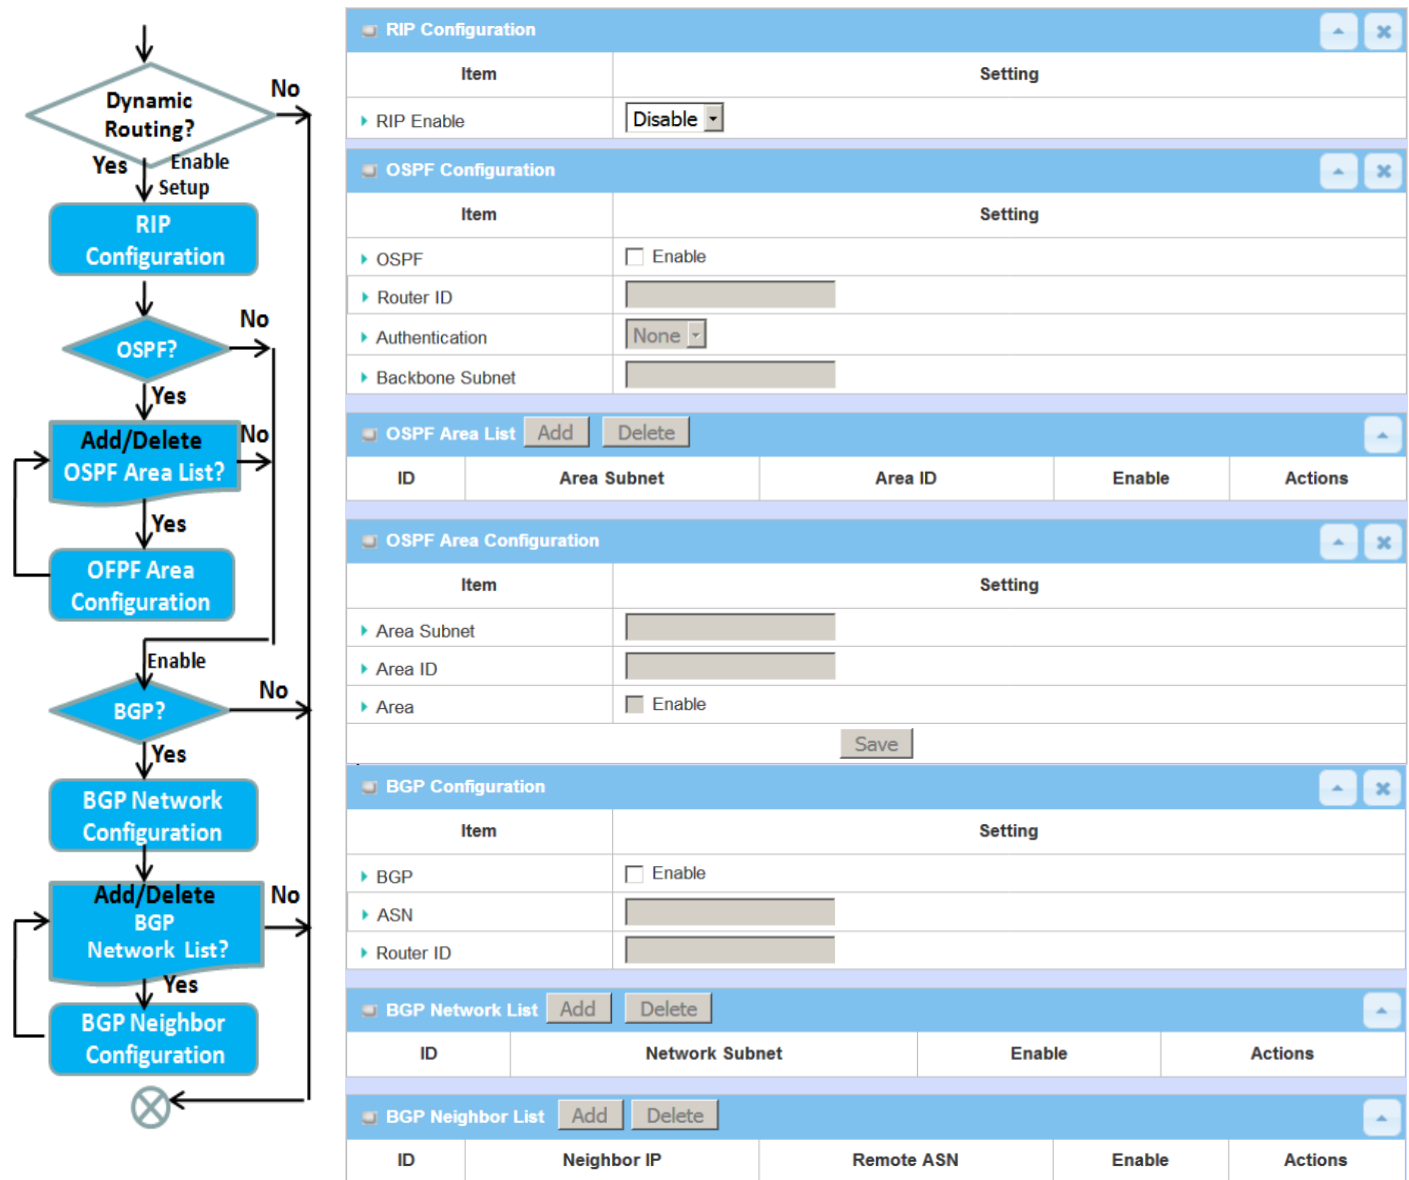 Dynamic
Routing?
No
Yes
Enable
Setup
RIP
Configuration
OSPF?
No
Yes
Add/Delete
OSPF Area List?
No
Yes
OFPF Area
Configuration
Enable
BGP?
No
Yes
BGP Network
Configuration
Add/Delete
BGP
Network List?
No
Yes
BGP Neighbor
Configuration
RIP Configuration
Item Setting
RIP Enable Disable
OSPF Configuration
Item Setting
OSPF Enable
Router ID
Authentication None
Backbone Subnet
OSPF Area List Add Delete
ID Area Subnet Area ID Enable Actions
OSPF Area Configuration
Item Setting
Area Subnet
Area ID
Area Enable
Save
BGP Configuration
Item Setting
BGP Enable
ASN
Router ID
BGP Network List Add Delete
ID Network Subnet Enable Actions
BGP Neighbor List Add Delete
ID Neighbor IP Remote ASN Enable Actions